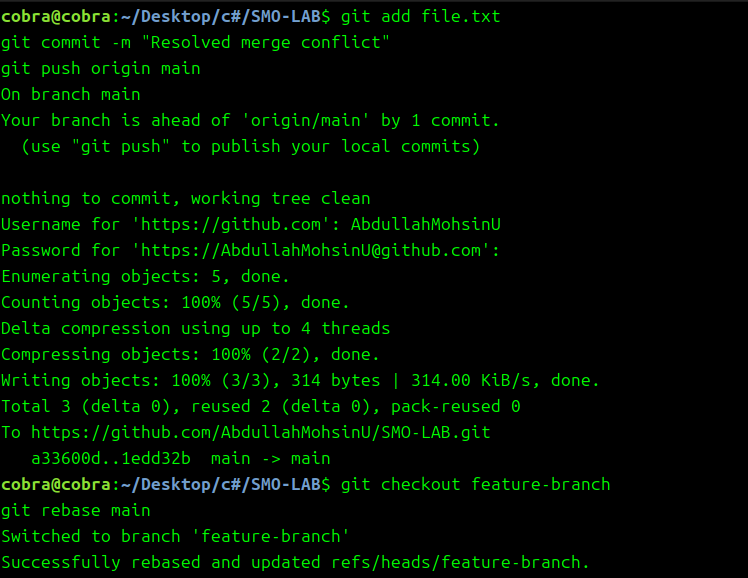 cobra@cobra:~/Desktop/c#/SMO-LAB$ git add file.txt
git commit -m "Resolved merge conflict"
git push origin main
On branch main
Your branch is ahead of 'origin/main' by 1 commit.
  (use "git push" to publish your local commits)

nothing to commit, working tree clean
Username for 'https://github.com': AbdullahMohsinU
Password for 'https://AbdullahMohsinU@github.com':
Enumerating objects: 5, done.
Counting objects: 100% (5/5), done.
Delta compression using up to 4 threads
Compressing objects: 100% (2/2), done.
Writing objects: 100% (3/3), 314 bytes | 314.00 KiB/s, done.
Total 3 (delta 0), reused 2 (delta 0), pack-reused 0
To https://github.com/AbdullahMohsinU/SMO-LAB.git
   a33600d..1edd32b  main -> main
cobra@cobra:~/Desktop/c#/SMO-LAB$ git checkout feature-branch
git rebase main
Switched to branch 'feature-branch'
Successfully rebased and updated refs/heads/feature-branch.